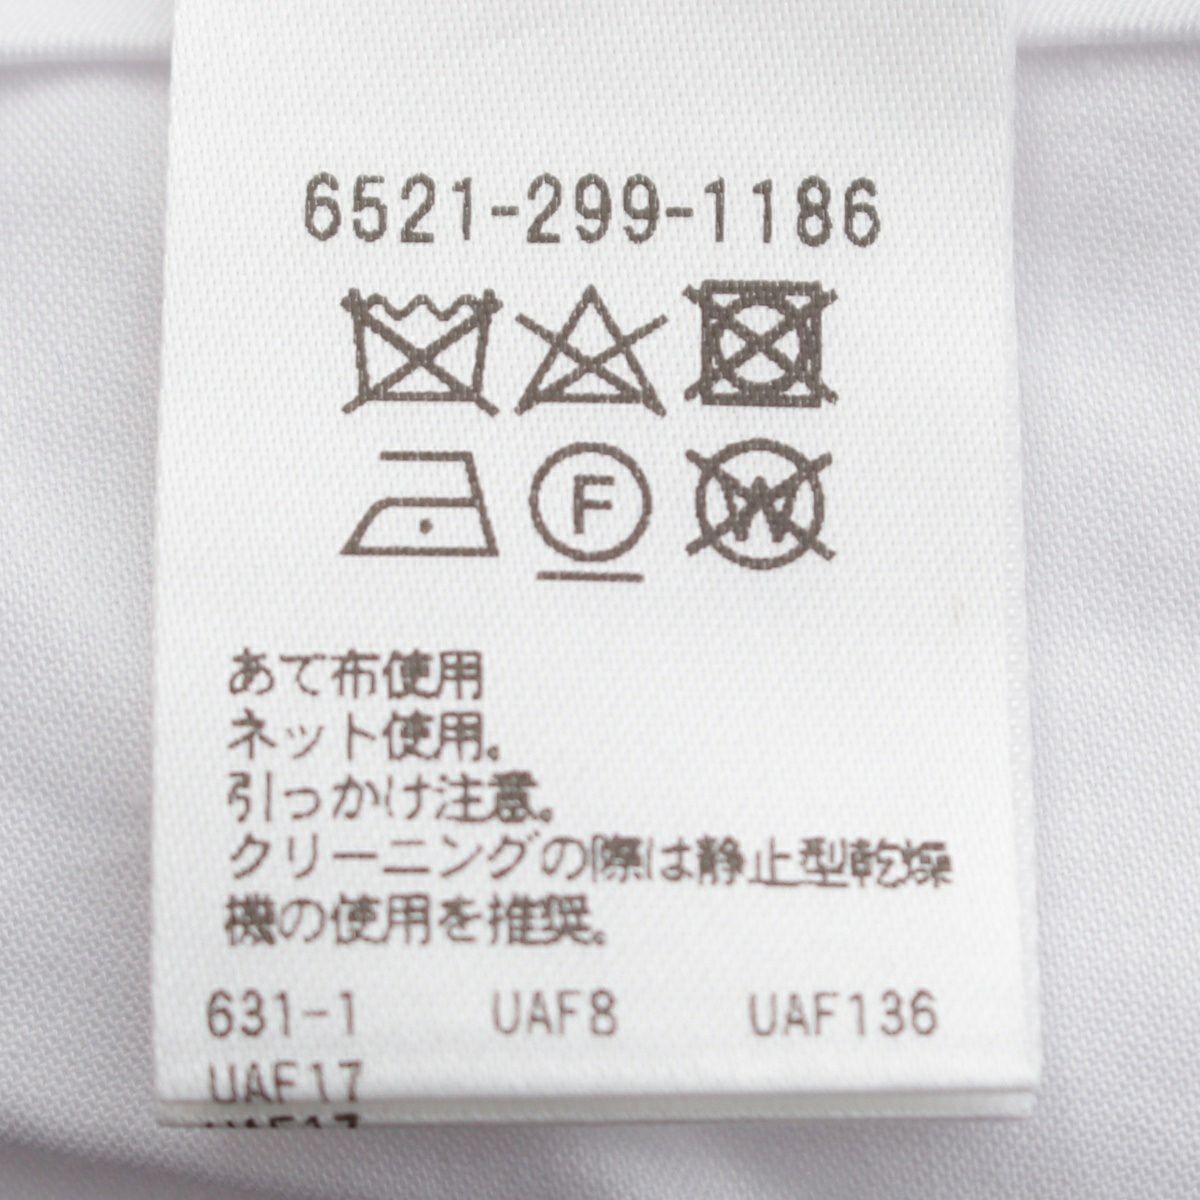 6521-299-1186
F
W
あて布使用
ネット使用。
引っかけ注意。
クリーニングの際は静止型乾燥
機の使用を推奨。
631-1 UAF8 UAF136
UAF17
UAF17